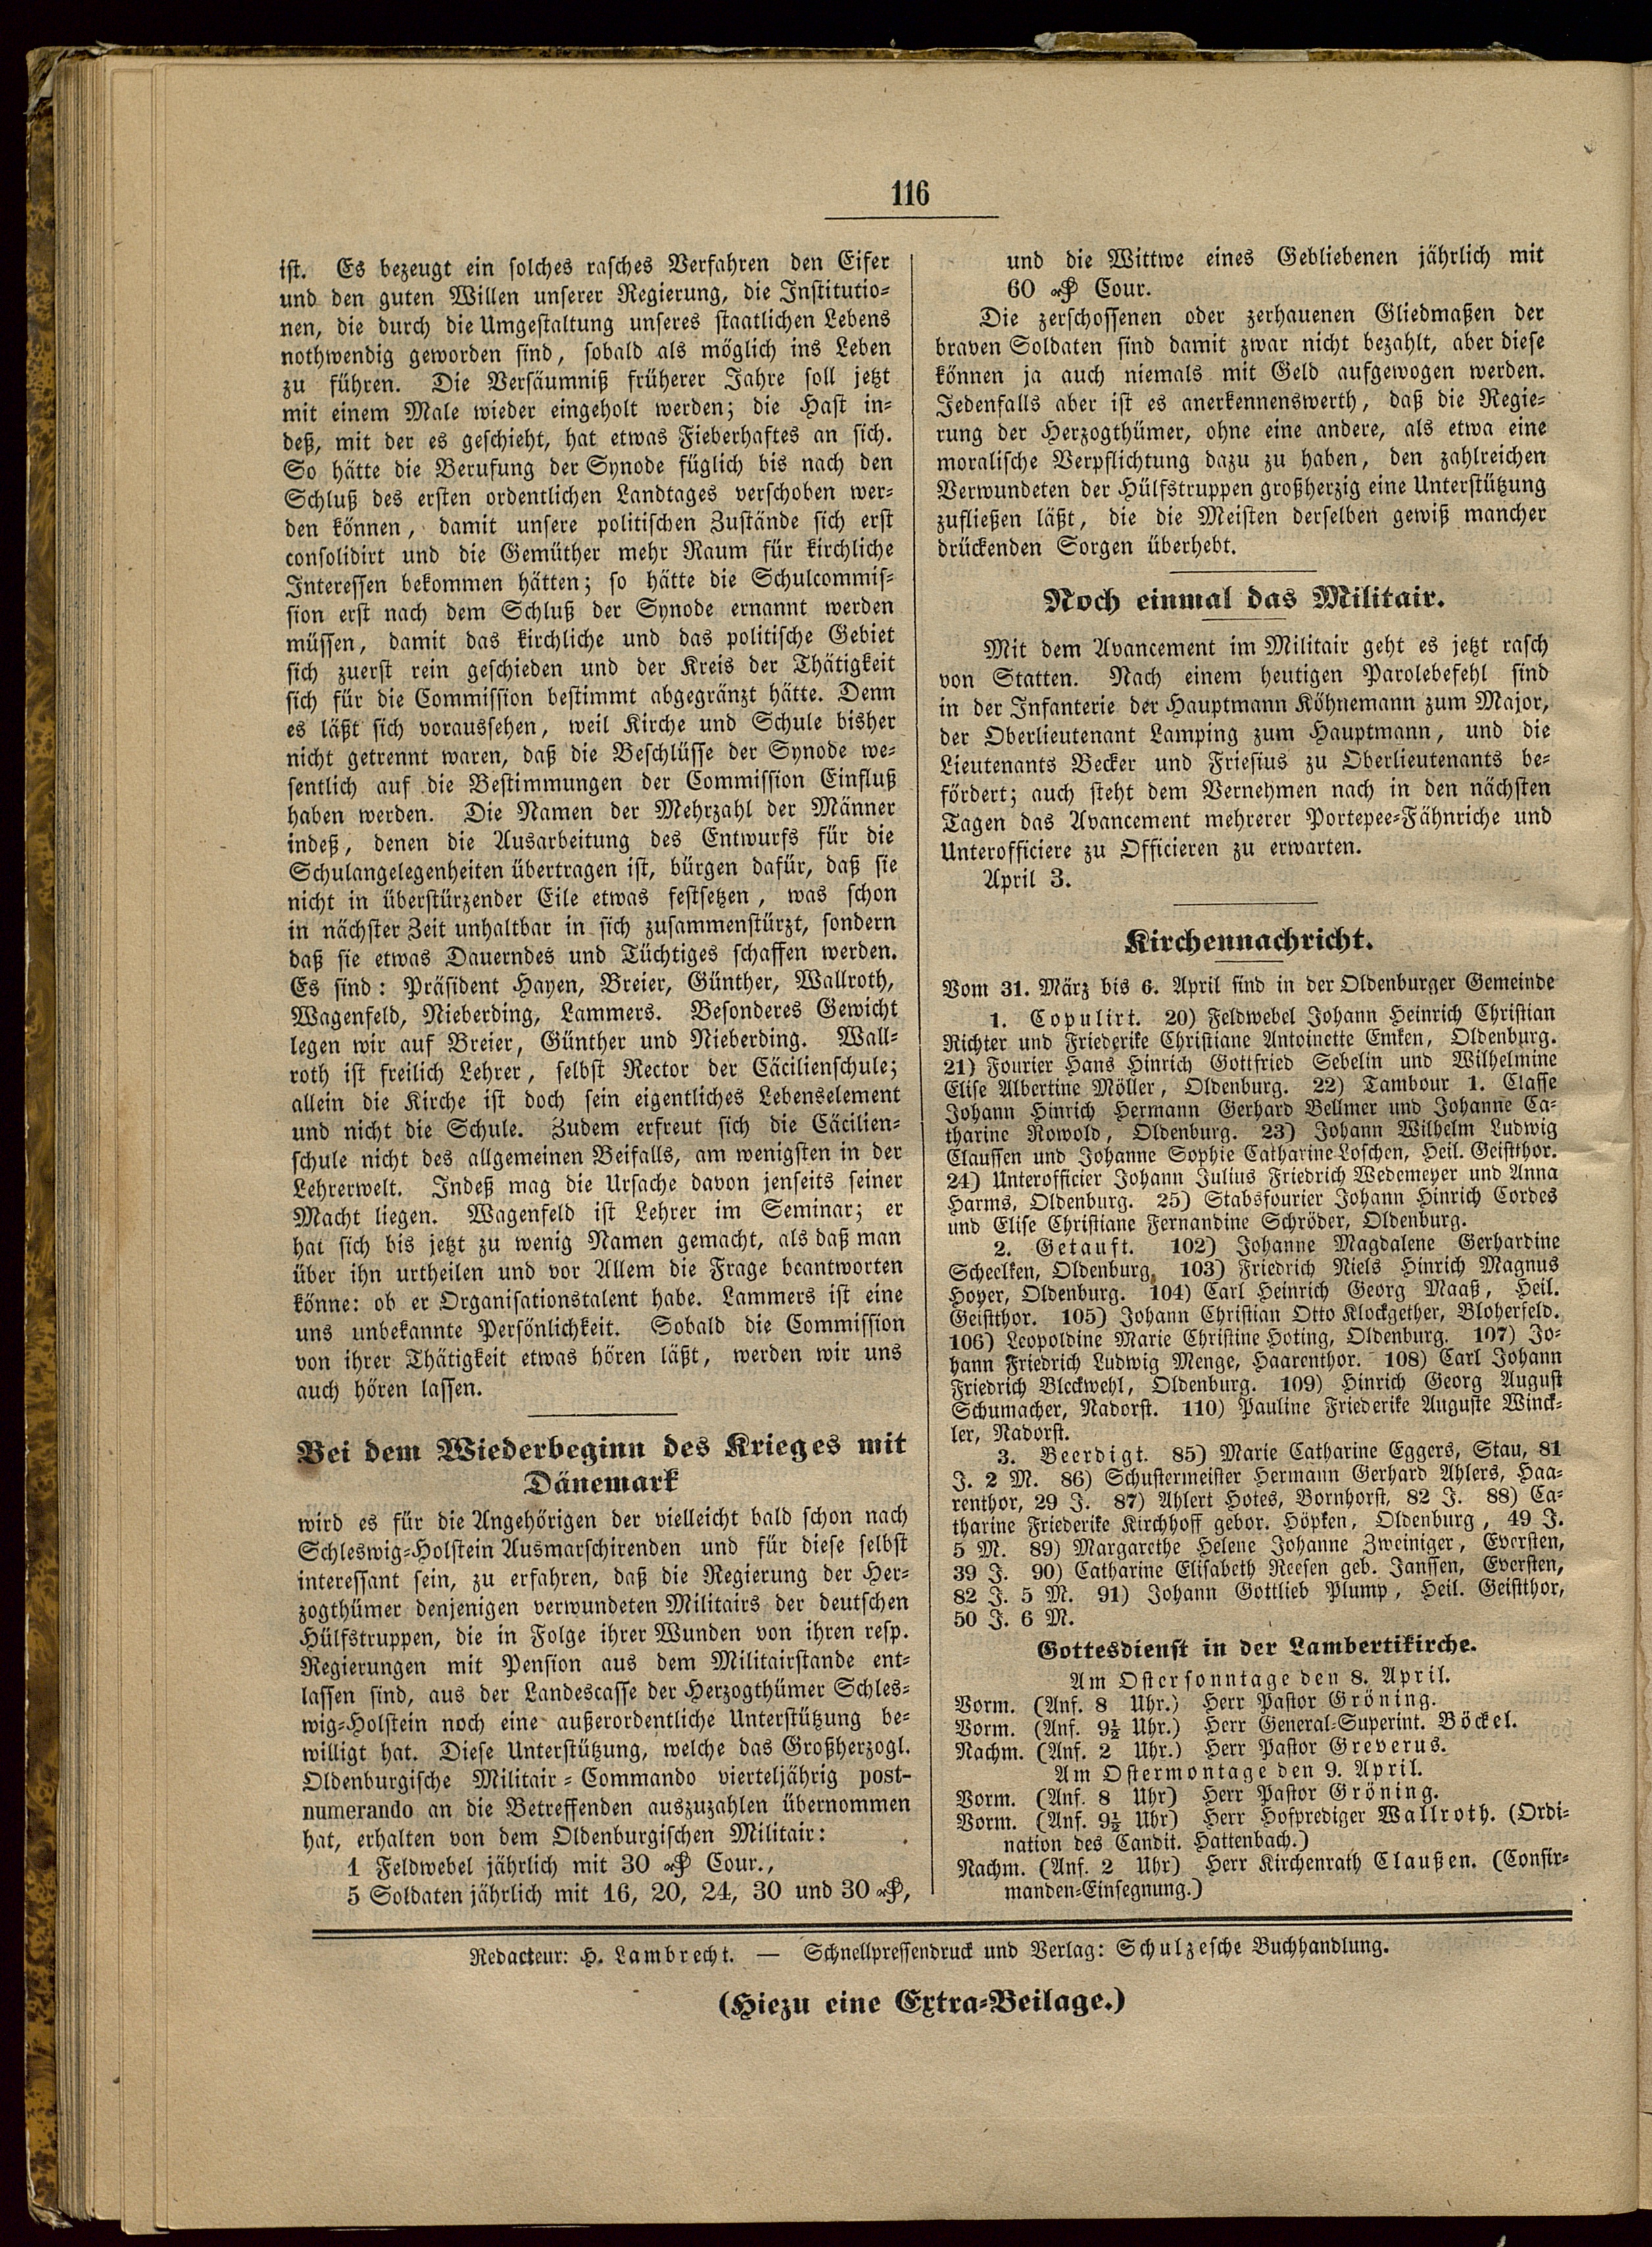 116
ist. Es bezeugt ein solches rasches Verfahren den Eifer
und den guten Willen unserer Regierung, die Institutio-
nen, die durch die Umgestaltung unseres staatlichen Lebens
nothwendig geworden sind, sobald als möglich ins Leben
zu führen. Die Versäumniß früherer Jahre soll jetzt
mit einem Male wieder eingeholt werden; die Hast in-
deß, mit der es geschieht, hat etwas Fieberhaftes an sich.
So hätte die Berufung der Synode füglich bis nach den
Schluß des ersten ordentlichen Landtages verschoben wer-
den können, damit unsere politischen Zustände sich erst
consolidirt und die Gemüther mehr Raum für kirchliche
Interessen bekommen hätten; so hätte die Schulcommis-
sion erst nach dem Schluß der Synode ernannt werden
müssen, damit das kirchliche und das politische Gebiet
sich zuerst rein geschieden und der Kreis der Thätigkeit
sich für die Commission bestimmt abgegränzt hätte. Denn
es läßt sich voraussehen, weil Kirche und Schule bisher
nicht getrennt waren, daß die Beschlüsse der Synode we-
sentlich auf die Bestimmungen der Commission Einfluß
haben werden. Die Namen der Mehrzahl der Männer
indeß, denen die Ausarbeitung des Entwurfs für die
Schulangelegenheiten übertragen ist, bürgen dafür, daß sie
nicht in überstürzender Eile etwas festsetzen, was schon
in nächster Zeit unhaltbar in sich zusammenstürzt, sondern
daß sie etwas Dauerndes und Tüchtiges schaffen werden.
Es sind: Präsident Hayen, Breier, Günther, Wallroth,
Wagenfeld, Nieberding, Lammers. Besonderes Gewicht
legen wir auf Breier, Günther und Nieberding. Wall-
roth ist freilich Lehrer, selbst Rector der Cäcilienschule;
allein die Kirche ist doch sein eigentliches Lebenselement
und nicht die Schule. Zudem erfreut sich die Cäcilien-
schule nicht des allgemeinen Beifalls, am wenigsten in der
Lehrerwelt. Indeß mag die Ursache davon jenseits seiner
Macht liegen. Wagenfeld ist Lehrer im Seminar; er
hat sich bis jetzt zu wenig Namen gemacht, als daß man
über ihn urtheilen und vor Allem die Frage beantworten
könne: ob er Organisationstalent habe. Lammers ist eine
uns unbekannte Persönlichkeit. Sobald die Commission
von ihrer Thätigkeit etwas hören läßt, werden wir uns
auch hören lassen.
Bei dem Wiederbeginn des Krieges mit
Dänemark
wird es für die Angehörigen der vielleicht bald schon nach
Schleswig-Holstein Ausmarschirenden und für diese selbst
interessant sein, zu erfahren, daß die Regierung der Her-
zogthümer denjenigen verwundeten Militairs der deutschen
Hülfstruppen, die in Folge ihrer Wunden von ihren resp.
Regierungen mit Pension aus dem Militairstande ent-
lassen sind, aus der Landescasse der Herzogthümer Schles-
wig-Holstein noch eine außerordentliche Unterstützung be-
willigt hat. Diese Unterstützung, welche das Großherzogl.
Oldenburgische Militair-Commando vierteljährig post-
numerando an die Betreffenden auszuzahlen übernommen
hat, erhalten von dem Oldenburgischen Militair:
1 Feldwebel jährlich mit 30 ₰ Cour.,
5 Soldaten jährlich mit 16, 20, 24, 30 und 30 ₰,
und die Wittwe eines Gebliebenen jährlich mit
60 ₰ Cour.
Die zerschossenen oder zerhauenen Gliedmaßen der
braven Soldaten sind damit zwar nicht bezahlt, aber diese
können ja auch niemals mit Geld aufgewogen werden.
Jedenfalls aber ist es anerkennenswerth, daß die Regie-
rung der Herzogthümer, ohne eine andere, als etwa eine
moralische Verpflichtung dazu zu haben, den zahlreichen
Verwundeten der Hülfstruppen großherzig eine Unterstützung
zufließen läßt, die die Meisten derselben gewiß mancher
drückenden Sorgen überhebt.
Noch einmal das Militair.
Mit dem Avancement im Militair geht es jetzt rasch
von Statten. Nach einem heutigen Parolebefehl sind
in der Infanterie der Hauptmann Köhnemann zum Major,
der Oberlieutenant Lamping zum Hauptmann, und die
Lieutenants Becker und Friesius zu Oberlieutenants be-
fördert; auch steht dem Vernehmen nach in den nächsten
Tagen das Avancement mehrerer Portepee-Fähnriche und
Unterofficiere zu Officieren zu erwarten.
April 3.
Kirchennachricht.
Vom 31. März bis 6. April sind in der Oldenburger Gemeinde
1. Copulirt. 20) Feldwebel Johann Heinrich Christian
Richter und Friederike Christiane Antoinette Emken, Oldenburg.
21) Fourier Hans Hinrich Gottfried Sebelin und Wilhelmine
Elise Albertine Möller, Oldenburg. 22) Tambour 1. Classe
Johann Hinrich Hermann Gerhard Bellmer und Johanne Ca-
tharine Rowold, Oldenburg. 23) Johann Wilhelm Ludwig
Claussen und Johanne Sophie Catharine Loschen, Heil. Geistthor.
24) Unterofficier Johann Julius Friedrich Wedemeyer und Anna
Harms, Oldenburg. 25) Stabsfourier Johann Hinrich Cordes
und Elise Christiane Fernandine Schröder, Oldenburg.
2. Getauft. 102) Johanne Magdalene Gerhardine
Scheelken, Oldenburg. 103) Friedrich Niels Hinrich Magnus
Hoyer, Oldenburg. 104) Carl Heinrich Georg Maaß, Heil.
Geistthor. 105) Johann Christian Otto Klockgether, Bloherfeld.
106) Leopoldine Marie Christine Hoting, Oldenburg. 107) Jo-
hann Friedrich Ludwig Menge, Haarenthor. 108) Carl Johann
Friedrich Bleckwehl, Oldenburg. 109) Hinrich Georg August
Schumacher, Nadorst. 110) Pauline Friederike Auguste Winck-
ler, Nadorst.
3. Beerdigt. 85) Marie Catharine Eggers, Stau, 81
J. 2 M. 86) Schustermeister Hermann Gerhard Ahlers, Haa-
renthor, 29 J. 87) Ahlert Hotes, Bornhorst, 82 J. 88) Ca-
tharine Friederike Kirchhoff gebor. Höpken, Oldenburg, 49 J.
5 M. 89) Margarethe Helene Johanne Zweiniger, Eversten,
39 J. 90) Catharine Elisabeth Reesen geb. Janssen, Eversten,
82 J. 5 M. 91) Johann Gottlieb Plump, Heil. Geistthor,
50 J. 6 M.
Gottesdienst in der Lambertikirche.
Am Ostersonntage den 8. April.
Vorm. (Anf. 8 Uhr.) Herr Pastor Gröning.
Vorm. (Anf. 9½ Uhr.) Herr General-Superint. Böckel.
Nachm. (Anf. 2 Uhr.) Herr Pastor Greverus.
Am Ostermontage den 9. April.
Vorm. (Anf. 8 Uhr) Herr Pastor Gröning.
Vorm. (Anf. 9½ Uhr) Herr Hofprediger Wallroth. (Ordi-
nation des Candit. Hattenbach.)
Nachm. (Anf. 2 Uhr) Herr Kirchenrath Claußen. (Confir-
manden-Einsegnung.)
Redacteur: H. Lambrecht. — Schnellpressendruck und Verlag: Schulzesche Buchhandlung.
(Hiezu eine Extra-Beilage.)